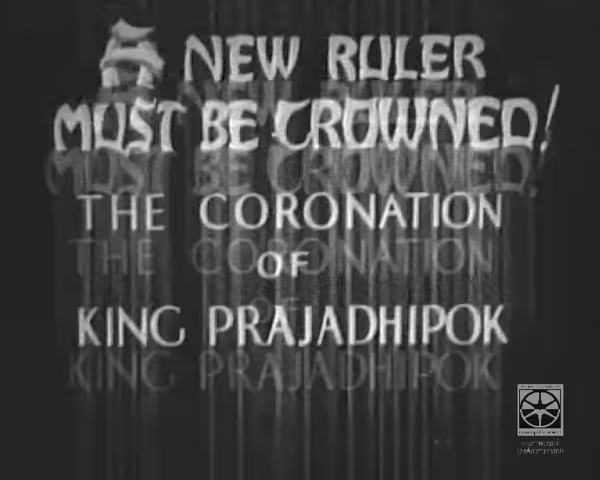 A NEW RULER
MUST BE CROWNED!
THE CORONATION
OF
KING PRAJADHIPOK